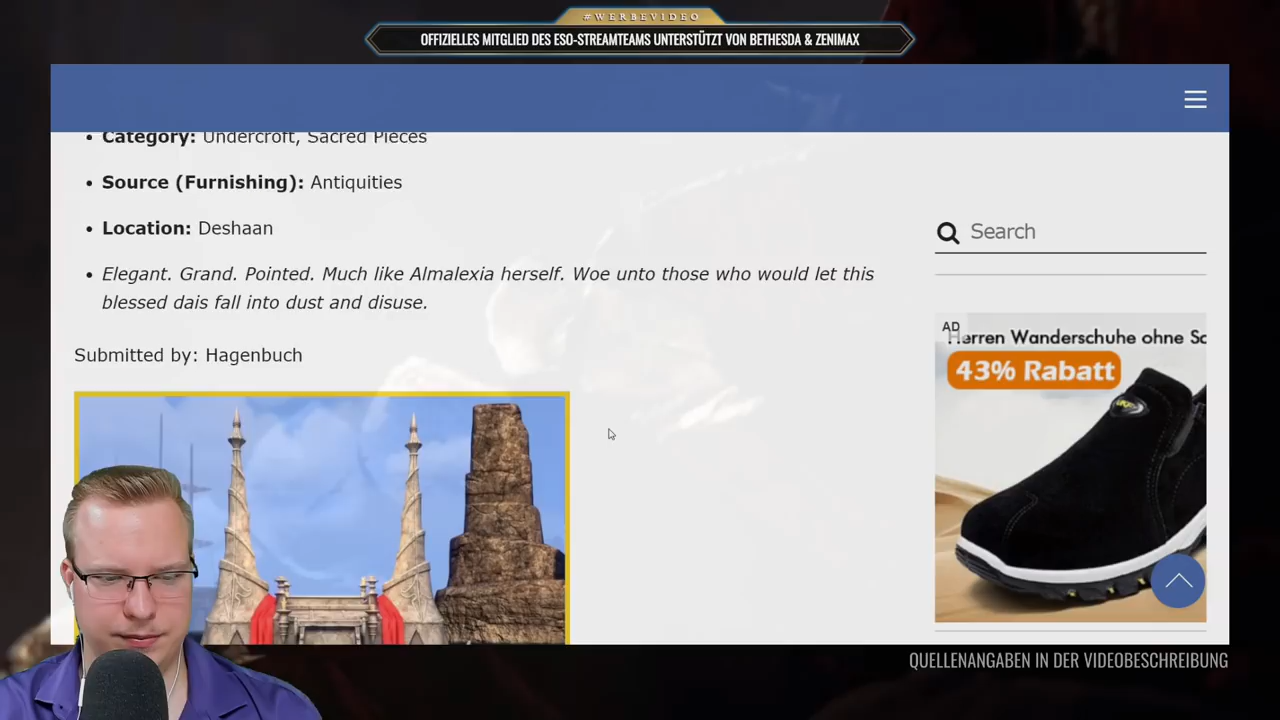 #WERBEVIDEO
OFFIZIELLES MITGLIED DES ESO-STREAMTEAMS UNTERSTÜTZT VON BETHESDA & ZENIMAX
Category: Undercroft, Sacred Pieces
Source (Furnishing): Antiquities
Location: Deshaan
Elegant. Grand. Pointed. Much like Almalexia herself. Woe unto those who would let this
blessed dais fall into dust and disuse.
Submitted by: Hagenbuch
Search
AD
Herren Wanderschuhe ohne Sc
43% Rabatt
QUELLENANGABEN IN DER VIDEOBESCHREIBUNG